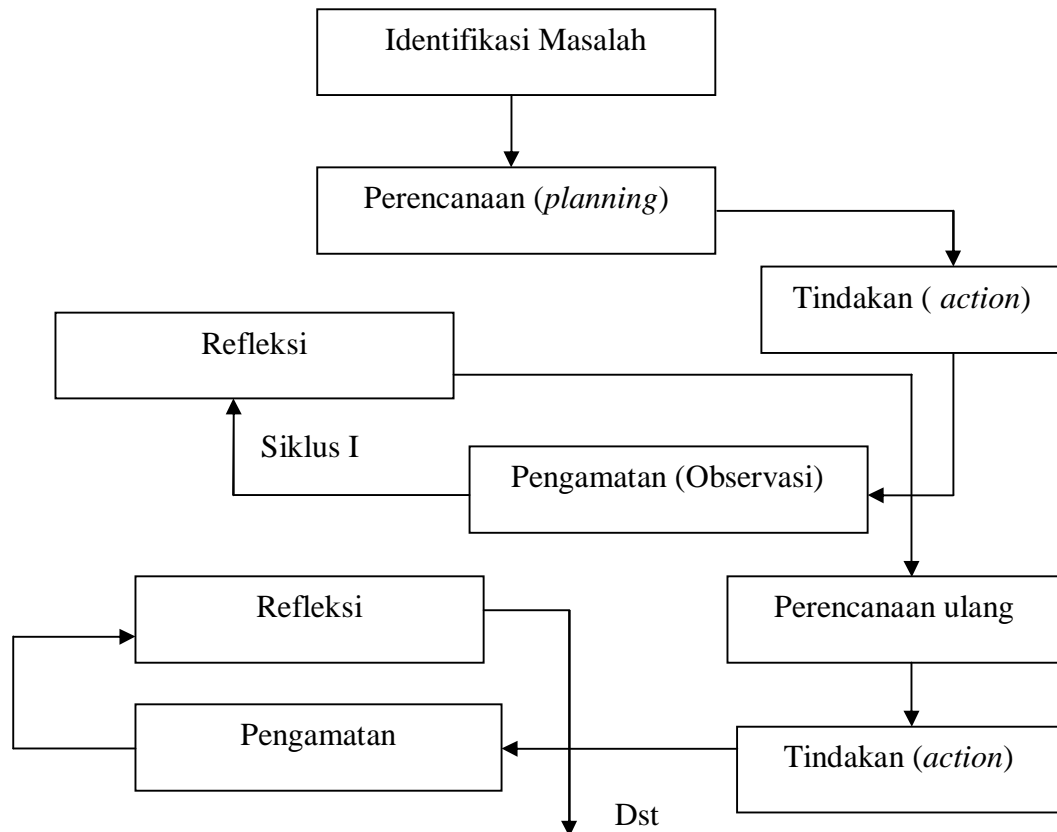 Identifikasi Masalah
Perencanaan (planning)
Tindakan ( action)
Refleksi
Siklus I
Pengamatan (Observasi)
Refleksi
Perencanaan ulang
Pengamatan
Tindakan (action)
Dst